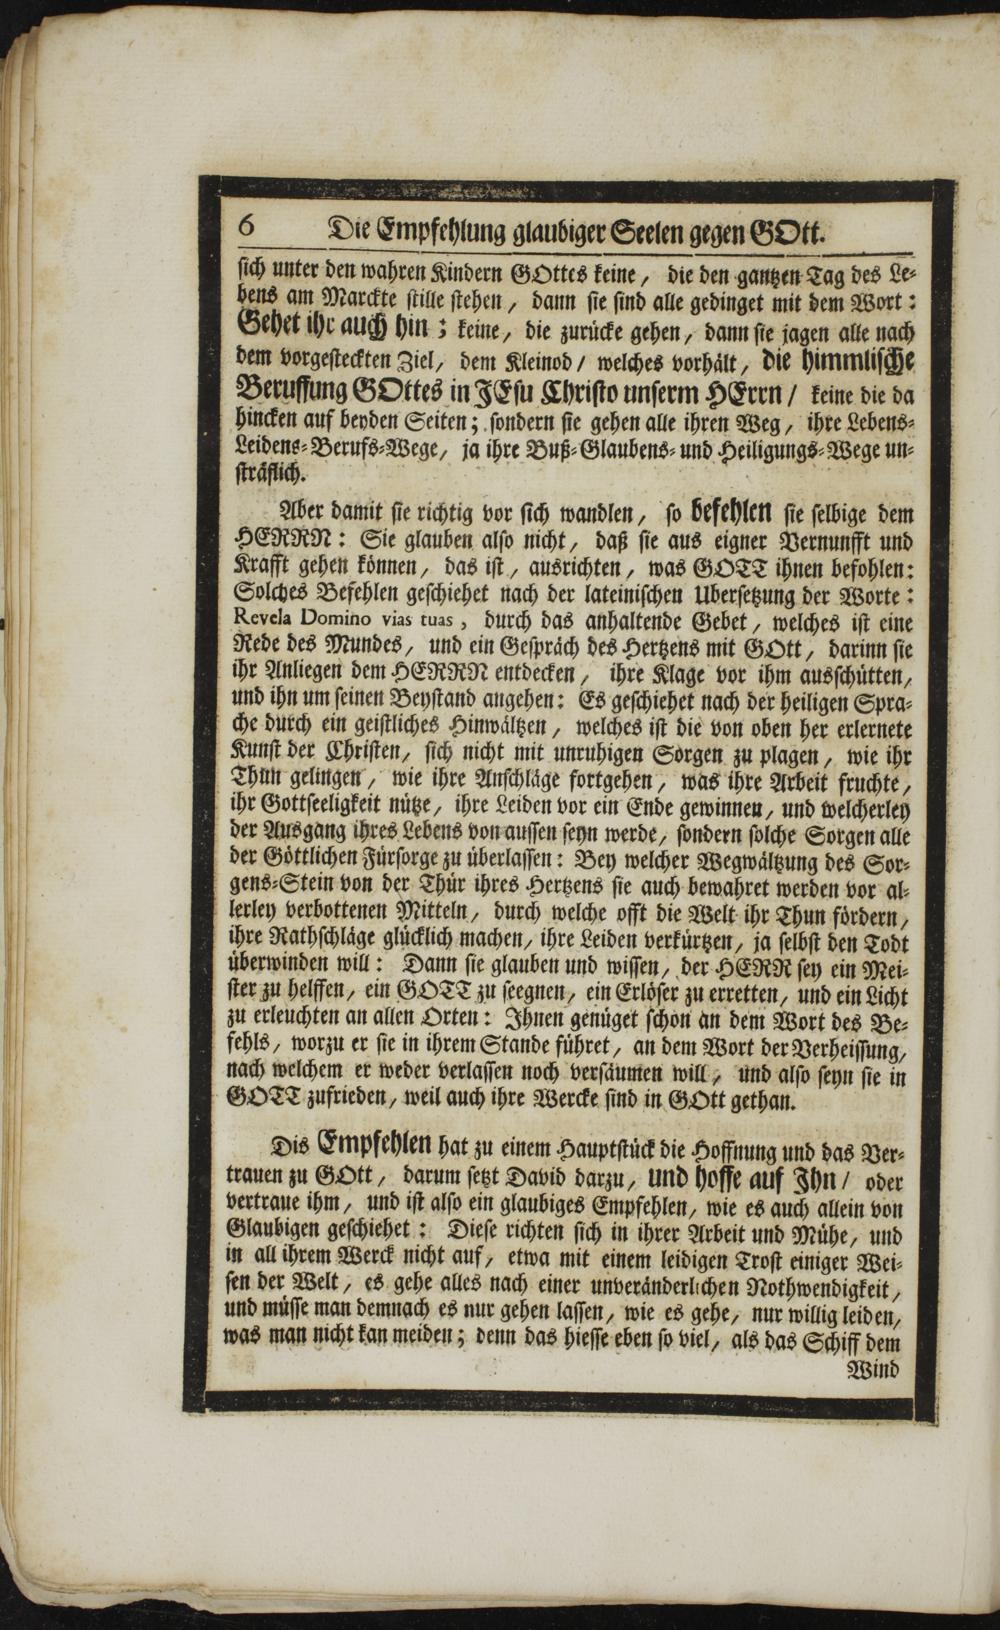 6 Die Empfehlung glaubiger Seelen gegen GOtt.
sich unter den wahren Kindern GOttes keine, die den gantzen Tag des Le-
bens am Marckte stille stehen, dann sie sind alle gedinget mit dem Wort:
Gehet ihr auch hin; keine, die zurücke gehen, dann sie jagen alle nach
dem vorgesteckten Ziel, dem Kleinod / welches vorhält, die himmlische
Beruffung GOttes in JEsu Christo unserm HErrn / keine die da
hincken auf beyden Seiten; sondern sie gehen alle ihren Weg, ihre Lebens-
Leidens-Berufs-Wege, ja ihre Buß-Glaubens- und Heiligungs-Wege un-
sträflich.
Aber damit sie richtig vor sich wandlen, so befehlen sie selbige dem
HERRN: Sie glauben also nicht, daß sie aus eigner Vernunfft und
Krafft gehen können, das ist, ausrichten, was GOTT ihnen befohlen:
Solches Befehlen geschiehet nach der lateinischen Ubersetzung der Worte:
Revela Domino vias tuas, durch das anhaltende Gebet, welches ist eine
Rede des Mundes, und ein Gespräch des Hertzens mit GOtt, darinn sie
ihr Anliegen dem HERRN entdecken, ihre Klage vor ihm ausschütten,
und ihn um seinen Beystand angehen: Es geschiehet nach der heiligen Spra-
che durch ein geistliches Hinwältzen, welches ist die von oben her erlernete
Kunst der Christen, sich nicht mit unruhigen Sorgen zu plagen, wie ihr
Thun gelingen, wie ihre Anschläge fortgehen, was ihre Arbeit fruchte,
ihr Gottseeligkeit nütze, ihre Leiden vor ein Ende gewinnen, und welcherley
der Ausgang ihres Lebens von aussen seyn werde, sondern solche Sorgen alle
der Göttlichen Fürsorge zu überlassen: Bey welcher Wegwältzung des Sor-
gens-Stein von der Thür ihres Hertzens sie auch bewahret werden vor al-
lerley verbottenen Mitteln, durch welche offt die Welt ihr Thun fördern,
ihre Rathschläge glücklich machen, ihre Leiden verkürtzen, ja selbst den Todt
überwinden will: Dann sie glauben und wissen, der HERR sey ein Mei-
ster zu helffen, ein GOTT zu seegnen, ein Erlöser zu erretten, und ein Licht
zu erleuchten an allen Orten: Ihnen genüget schon an dem Wort des Be-
fehls, worzu er sie in ihrem Stande führet, an dem Wort der Verheissung,
nach welchem er weder verlassen noch versäumen will, und also seyn sie in
GOTT zufrieden, weil auch ihre Wercke sind in GOtt gethan.
Dis Empfehlen hat zu einem Hauptstück die Hoffnung und das Ver-
trauen zu GOtt, darum setzt David darzu, und hoffe auf Ihn / oder
vertraue ihm, und ist also ein glaubiges Empfehlen, wie es auch allein von
Glaubigen geschiehet: Diese richten sich in ihrer Arbeit und Mühe, und
in all ihrem Werck nicht auf, etwa mit einem leidigen Trost einiger Wei-
sen der Welt, es gehe alles nach einer unveränderlichen Nothwendigkeit,
und müsse man demnach es nur gehen lassen, wie es gehe, nur willig leiden,
was man nicht kan meiden; denn das hiesse eben so viel, als das Schiff dem
Wind